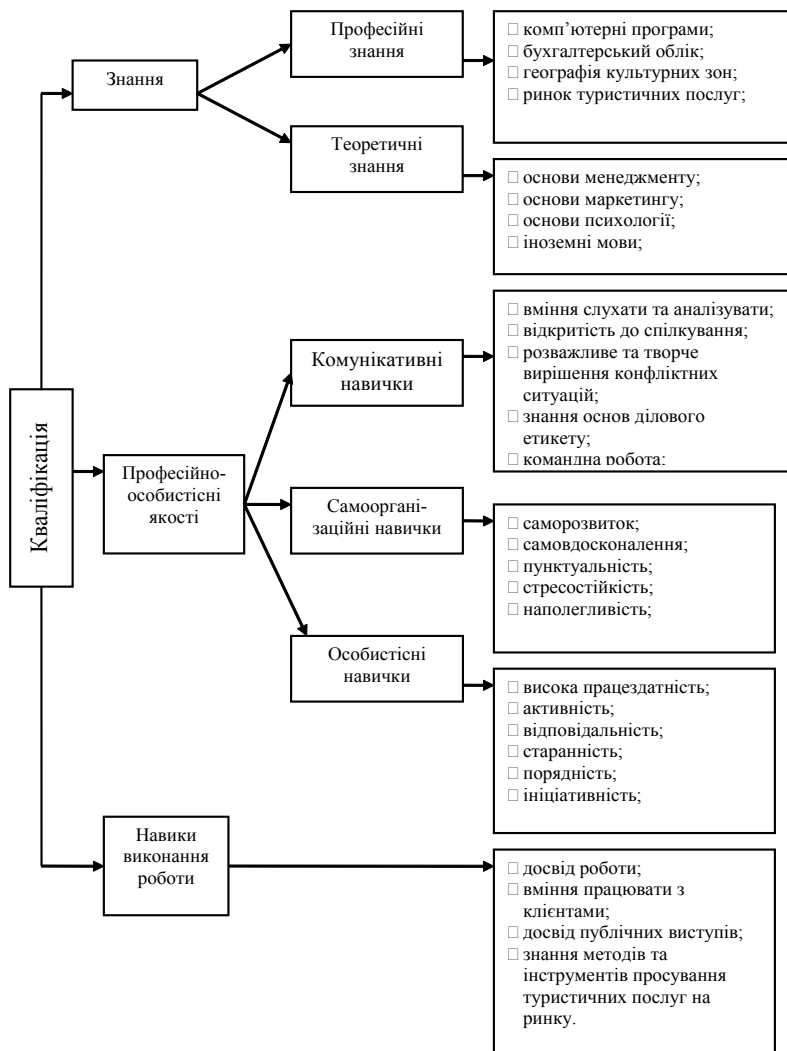 Кваліфікація
Знання
Професійні
знання
□ комп’ютерні програми;
□ бухгалтерський облік;
□ географія культурних зон;
□ ринок туристичних послуг;
Теоретичні
знання
□ основи менеджменту;
□ основи маркетингу;
□ основи психології;
□ іноземні мови;
Професійно-
особистісні
якості
Комунікативні
навички
□ вміння слухати та аналізувати;
□ відкритість до спілкування;
□ розважливе та творче
вирішення конфліктних
ситуацій;
□ знання основ ділового
етикету;
□ командна робота;
Самооргані-
заційні навички
□ саморозвиток;
□ самовдосконалення;
□ пунктуальність;
□ стресостійкість;
□ наполегливість;
Особистісні
навички
□ висока працездатність;
□ активність;
□ відповідальність;
□ старанність;
□ порядність;
□ ініціативність;
Навики
виконання
роботи
□ досвід роботи;
□ вміння працювати з
клієнтами;
□ досвід публічних виступів;
□ знання методів та
інструментів просування
туристичних послуг на
ринку.